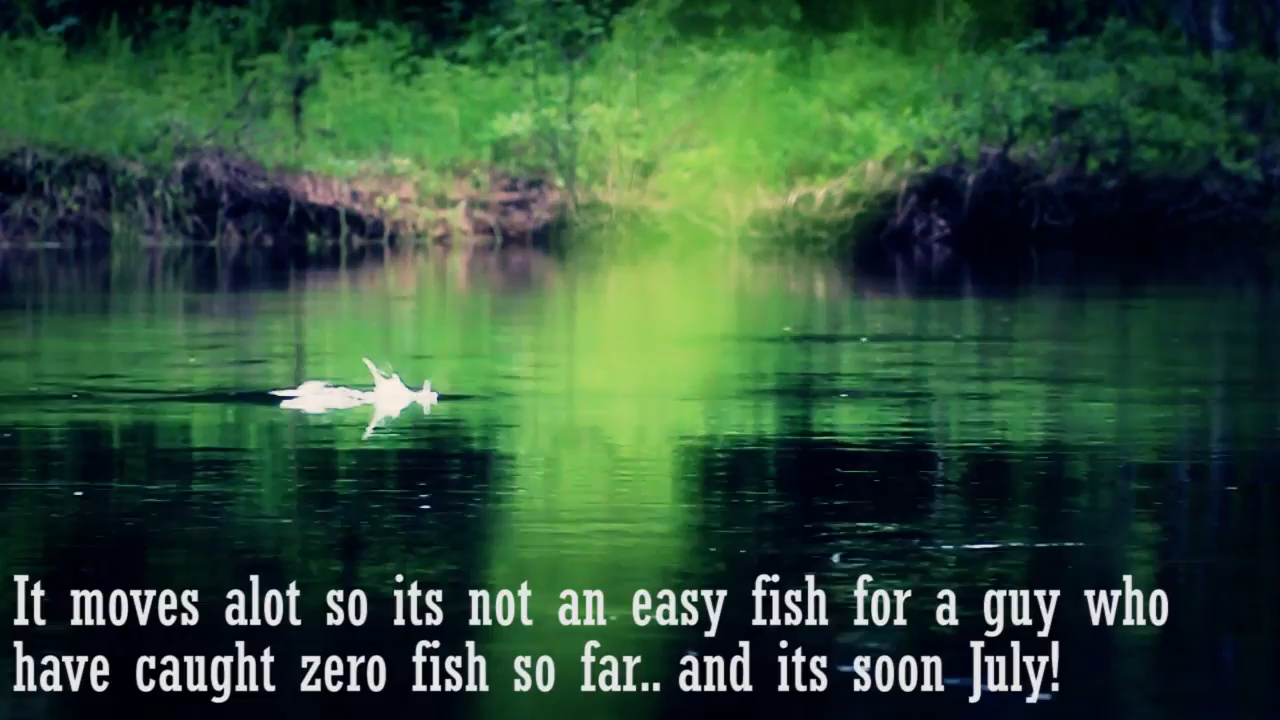 It moves alot so its not an easy fish for a guy who
have caught zero fish so far.. and its soon July!